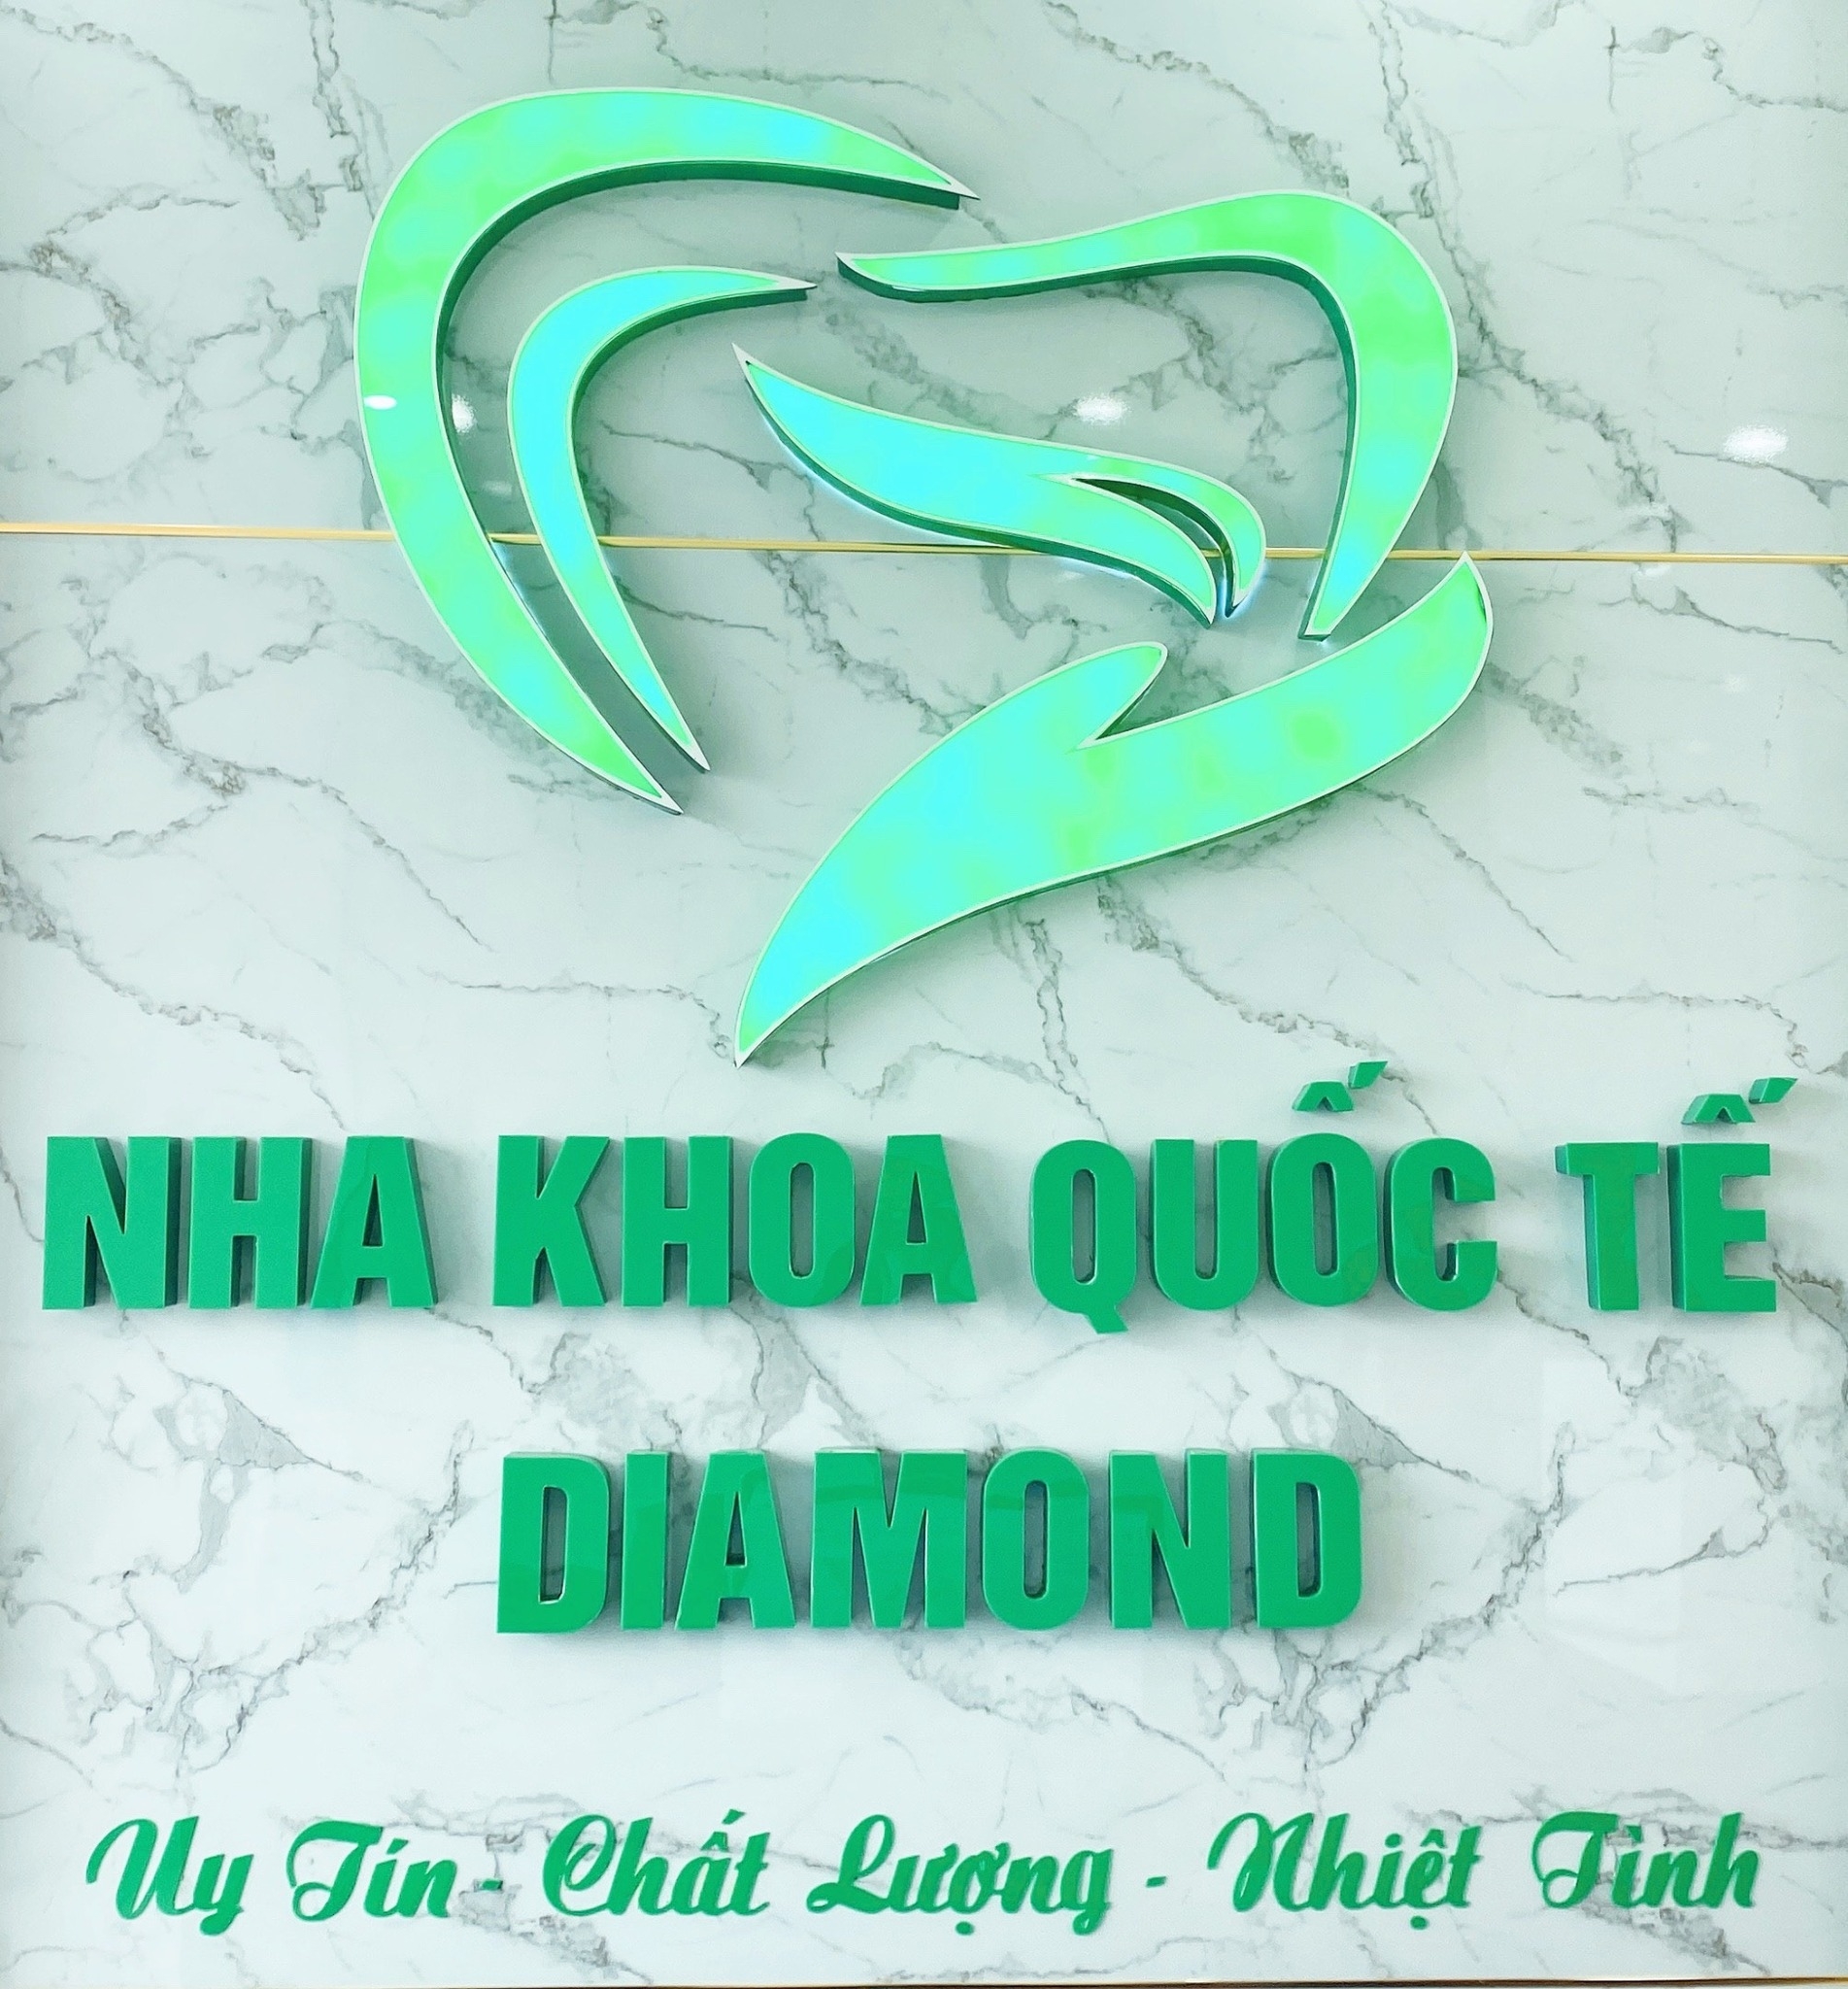 NHA KHOA QUỐC TẾ
DIAMOND
Uy Tín - Chất Lượng - Nhiệt Tình